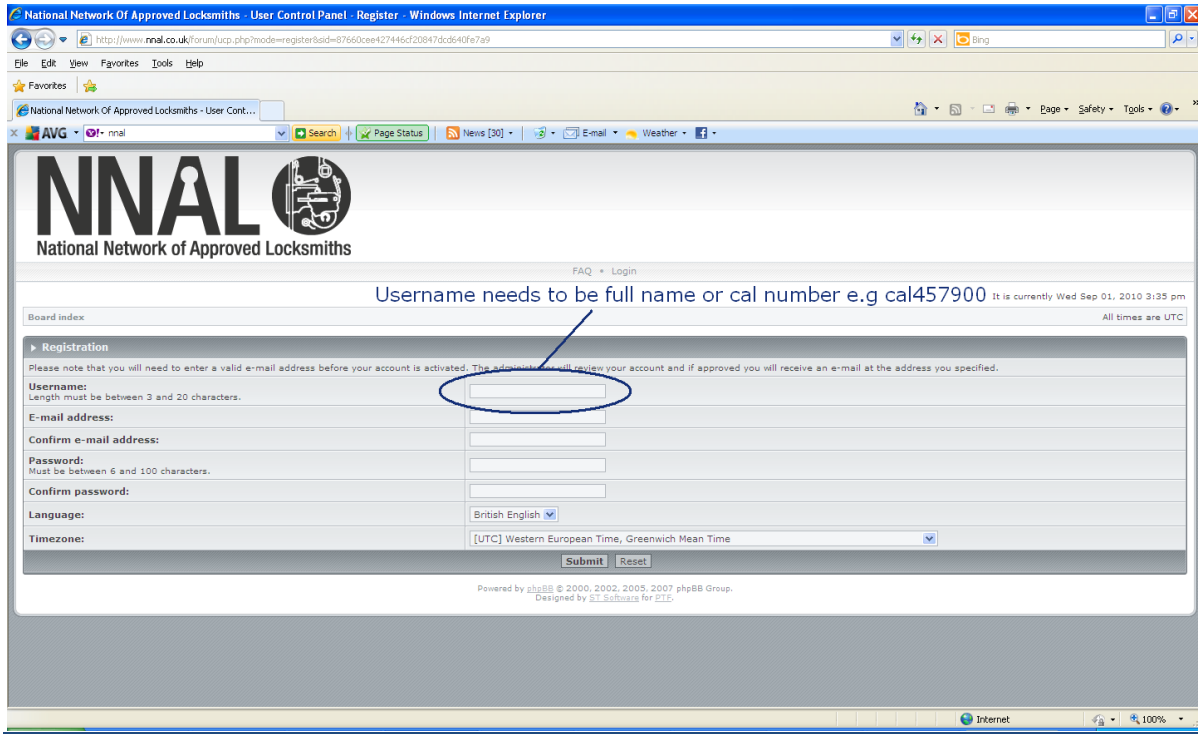 National Network Of Approved Locksmiths - User Control Panel - Register - Windows Internet Explorer
http://www.nnal.co.uk/forum/ucp.php?mode=register&sid=87660cee427446cf20847dcd640fe7a9
Bing
File Edit View Favorites Tools Help
Favorites
National Network Of Approved Locksmiths - User Cont...
Page Safety Tools
AVG nnal Search Page Status News [30] E-mail Weather
NNAL
National Network of Approved Locksmiths
FAQ Login
Username needs to be full name or cal number e.g cal457900
It is currently Wed Sep 01, 2010 3:35 pm
Board index All times are UTC
Registration
Please note that you will need to enter a valid e-mail address before your account is activated. The administrator will review your account and if approved you will receive an e-mail at the address you specified.
Username:
Length must be between 3 and 20 characters.
E-mail address:
Confirm e-mail address:
Password:
Must be between 6 and 100 characters.
Confirm password:
Language: British English
Timezone: [UTC] Western European Time, Greenwich Mean Time
Submit Reset
Powered by phpBB © 2000, 2002, 2005, 2007 phpBB Group.
Designed by ST Software for PTF.
Internet 100%